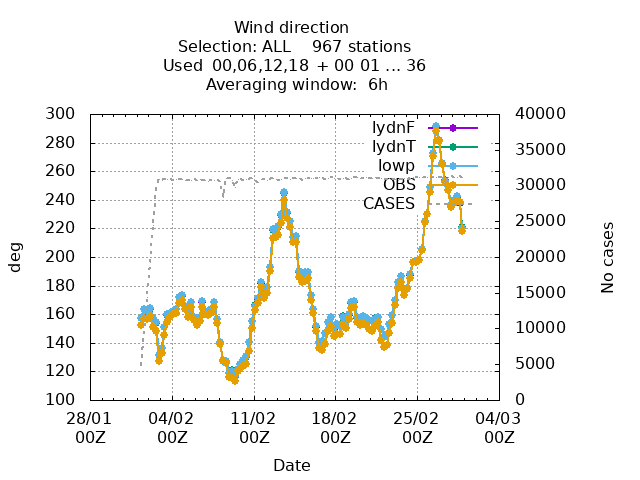 Wind direction
Selection: ALL    967 stations
Used 00,06,12,18 + 00 01 ... 36
Averaging window: 6h
300
280
260
240
220
200
180
160
140
120
100
deg
40000
35000
30000
25000
20000
15000
10000
5000
0
No cases
lydnF
lydnT
lowp
OBS
CASES
28/01 04/02 11/02 18/02 25/02 04/03
00Z 00Z 00Z 00Z 00Z 00Z
Date